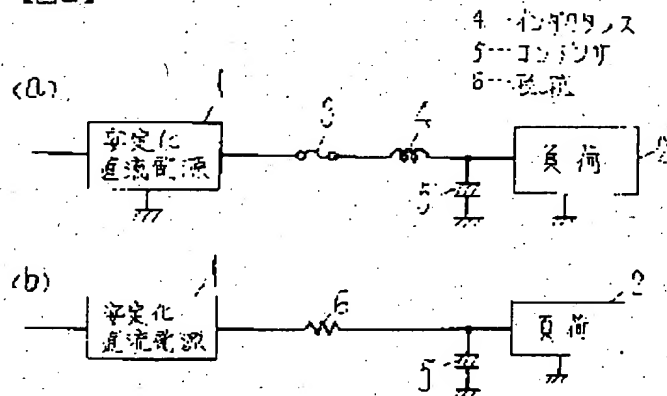 4…インダクタンス
5…コンデンサ
6…抵抗
(a)
1
3
4
安定化
直流電源
負荷
2
5
(b)
1
6
2
安定化
直流電源
負荷
5